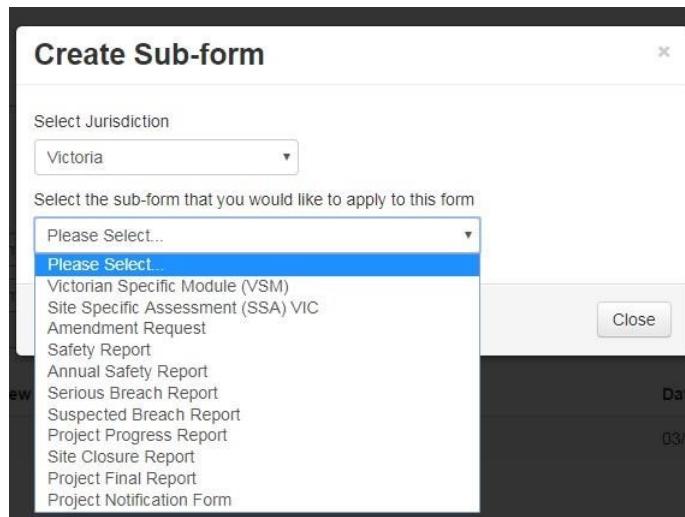 Create Sub-form
×
Select Jurisdiction
Victoria
Select the sub-form that you would like to apply to this form
Please Select...
Please Select...
Victorian Specific Module (VSM)
Site Specific Assessment (SSA) VIC
Amendment Request
Safety Report
Annual Safety Report
Serious Breach Report
Suspected Breach Report
Project Progress Report
Site Closure Report
Project Final Report
Project Notification Form
Close
ew
Da
03/